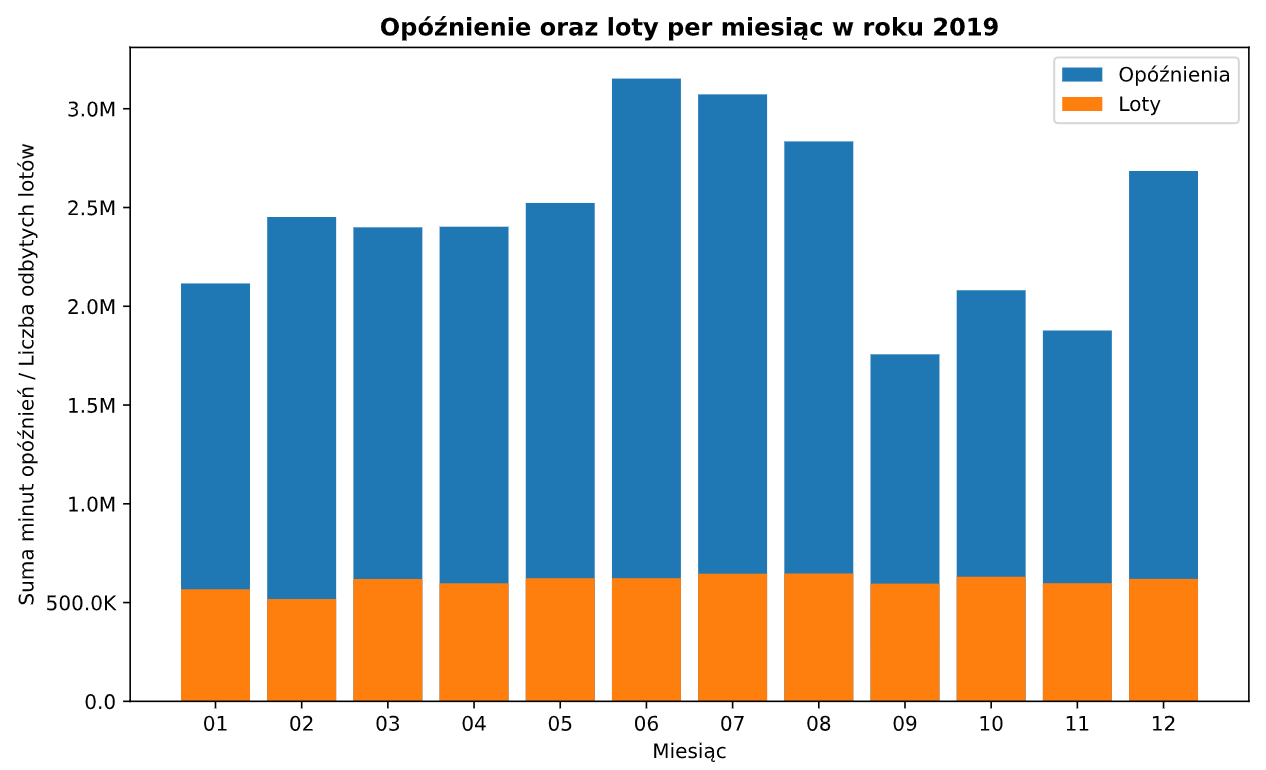 Opóźnienie oraz loty per miesiąc w roku 2019
Opóźnienia
Loty
Suma minut opóźnień / Liczba odbytych lotów
3.0M
2.5M
2.0M
1.5M
1.0M
500.0K
0.0
01 02 03 04 05 06 07 08 09 10 11 12
Miesiąc